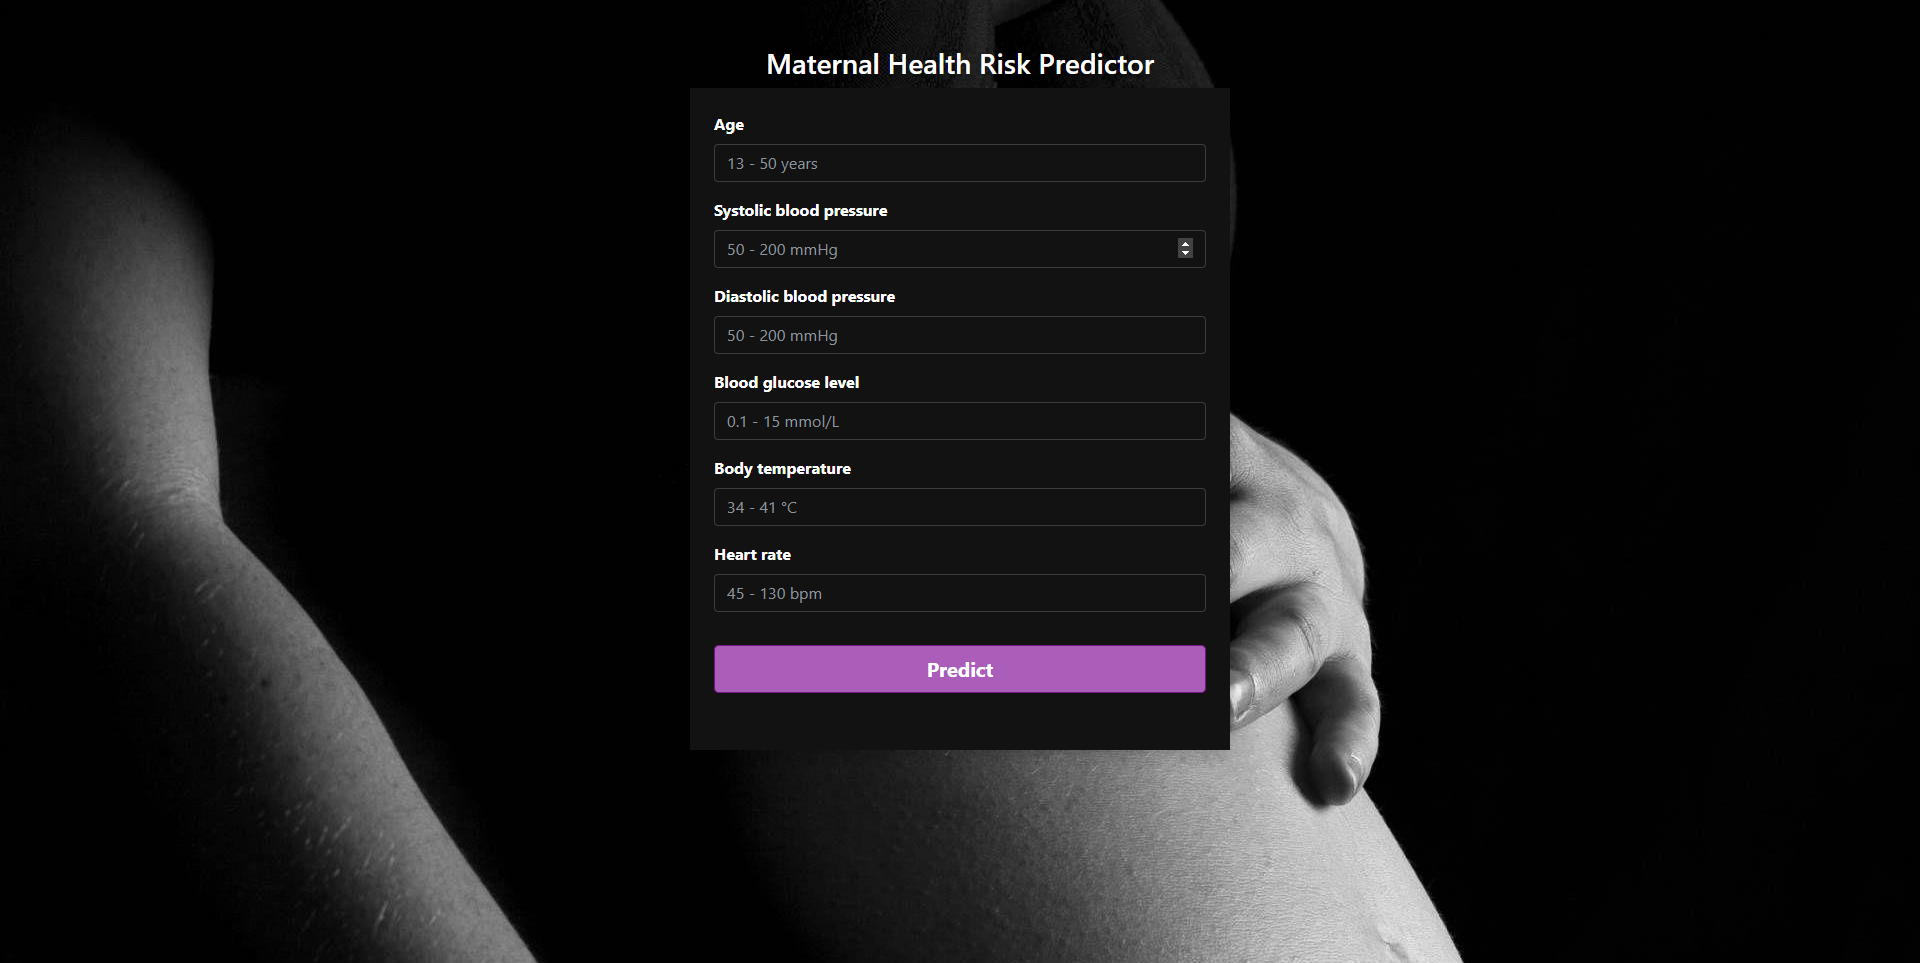 Maternal Health Risk Predictor
Age
13 - 50 years
Systolic blood pressure
50 - 200 mmHg
Diastolic blood pressure
50 - 200 mmHg
Blood glucose level
0.1 - 15 mmol/L
Body temperature
34 - 41 °C
Heart rate
45 - 130 bpm
Predict